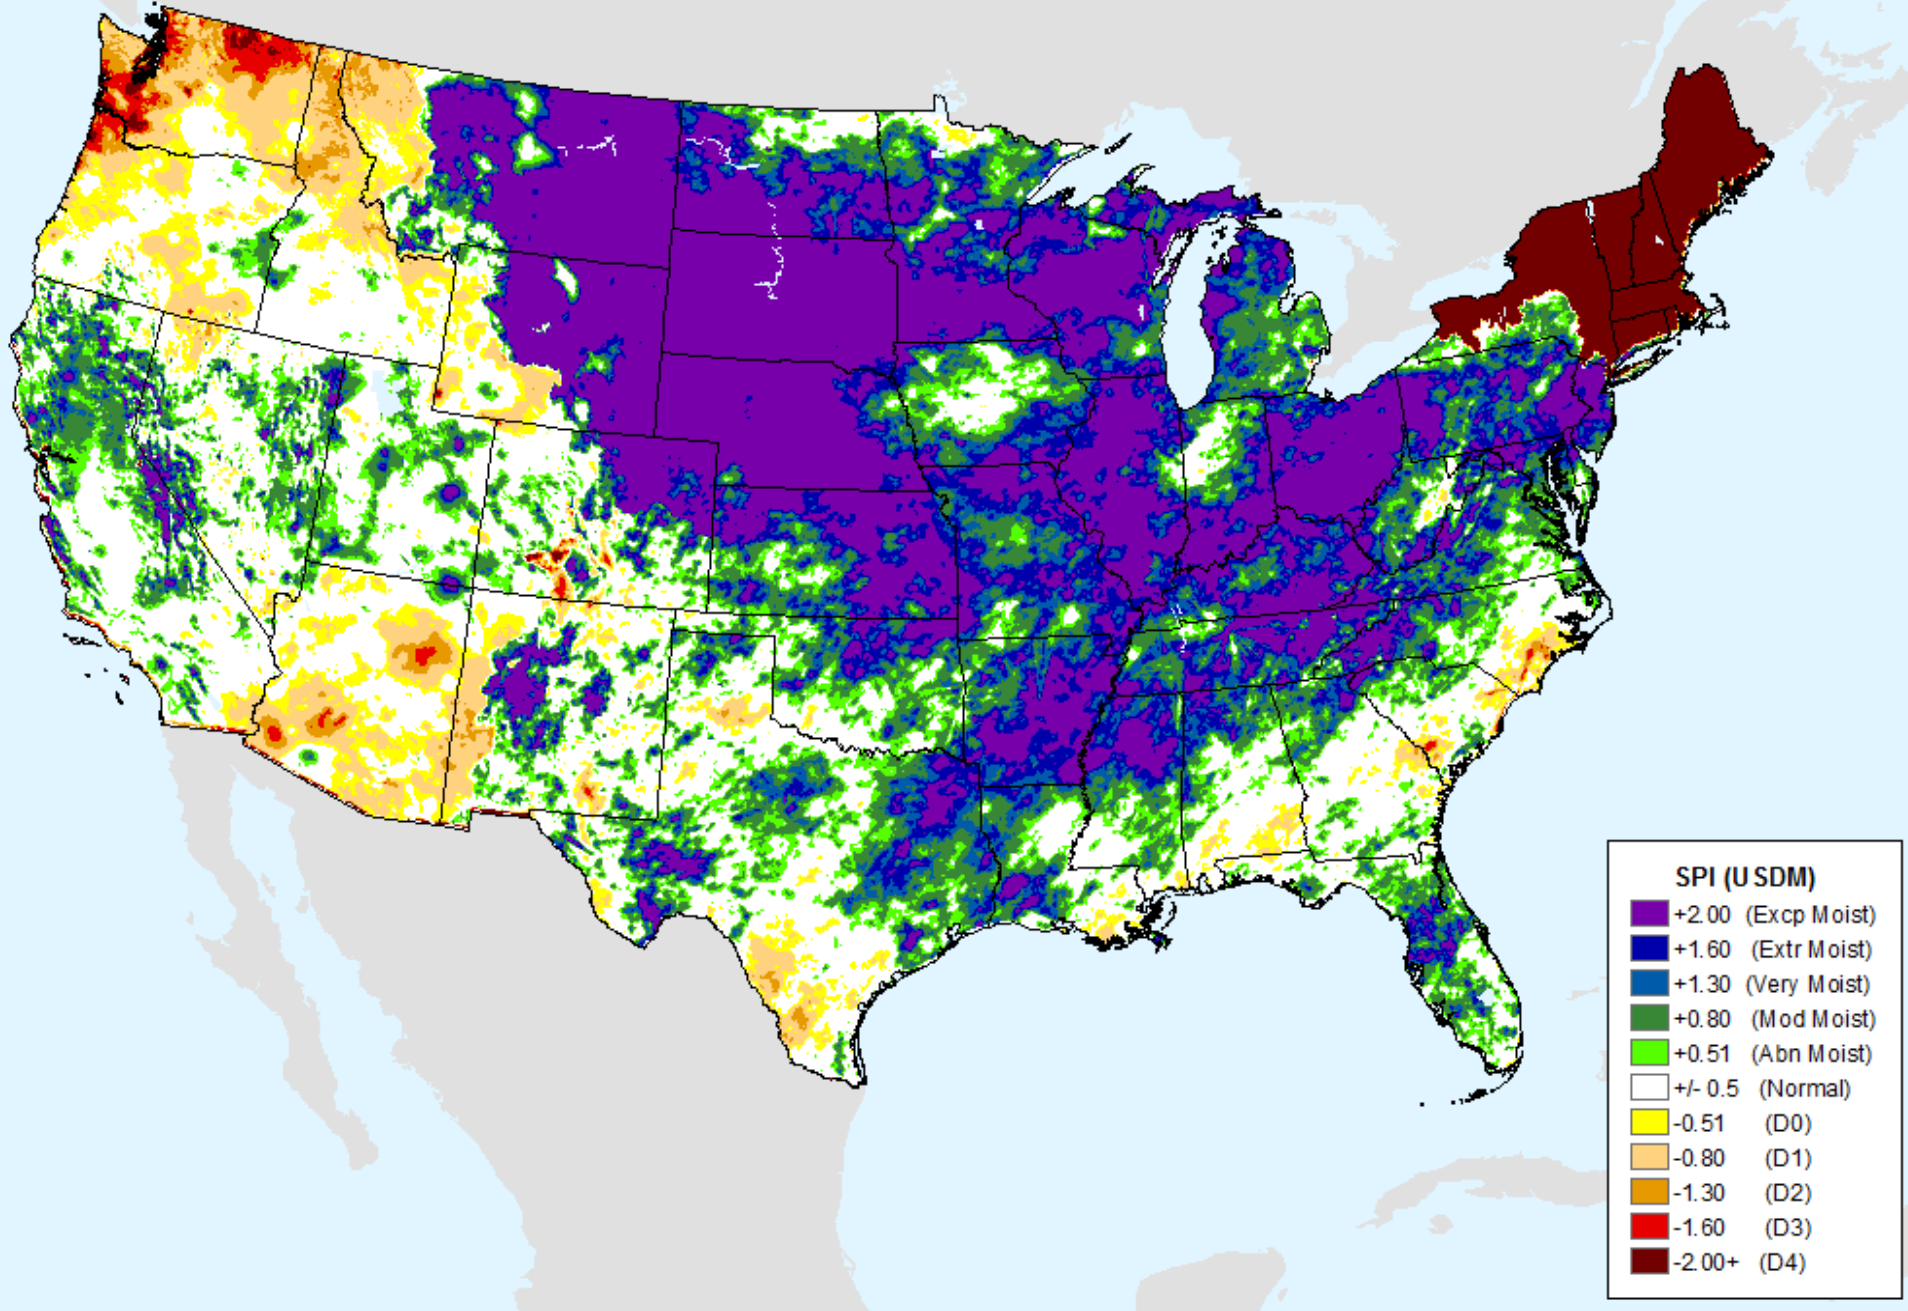 SPI (USDM)
+2.00 (Excp Moist)
+1.60 (Extr Moist)
+1.30 (Very Moist)
+0.80 (Mod Moist)
+0.51 (Abn Moist)
+/- 0.5 (Normal)
-0.51 (D0)
-0.80 (D1)
-1.30 (D2)
-1.60 (D3)
-2.00+ (D4)